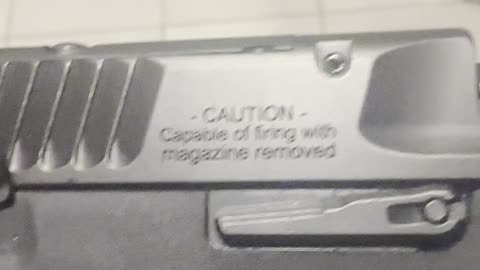 - CAUTION -
Capable of firing with
magazine removed